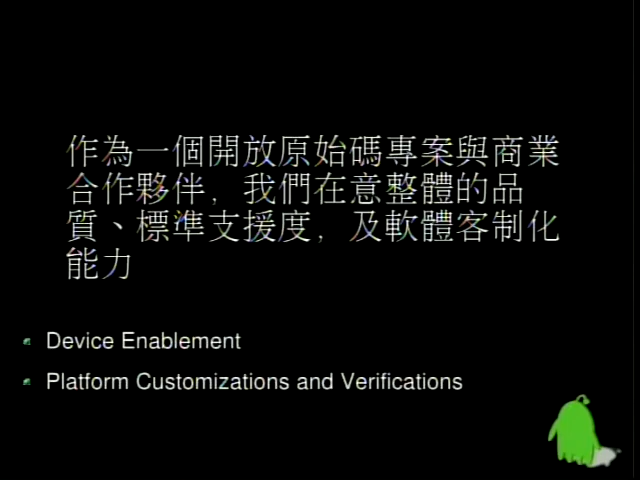 作為一個開放原始碼專案與商業
合作夥伴，我們在意整體的品
質、標準支援度，及軟體客制化
能力
Device Enablement
Platform Customizations and Verifications